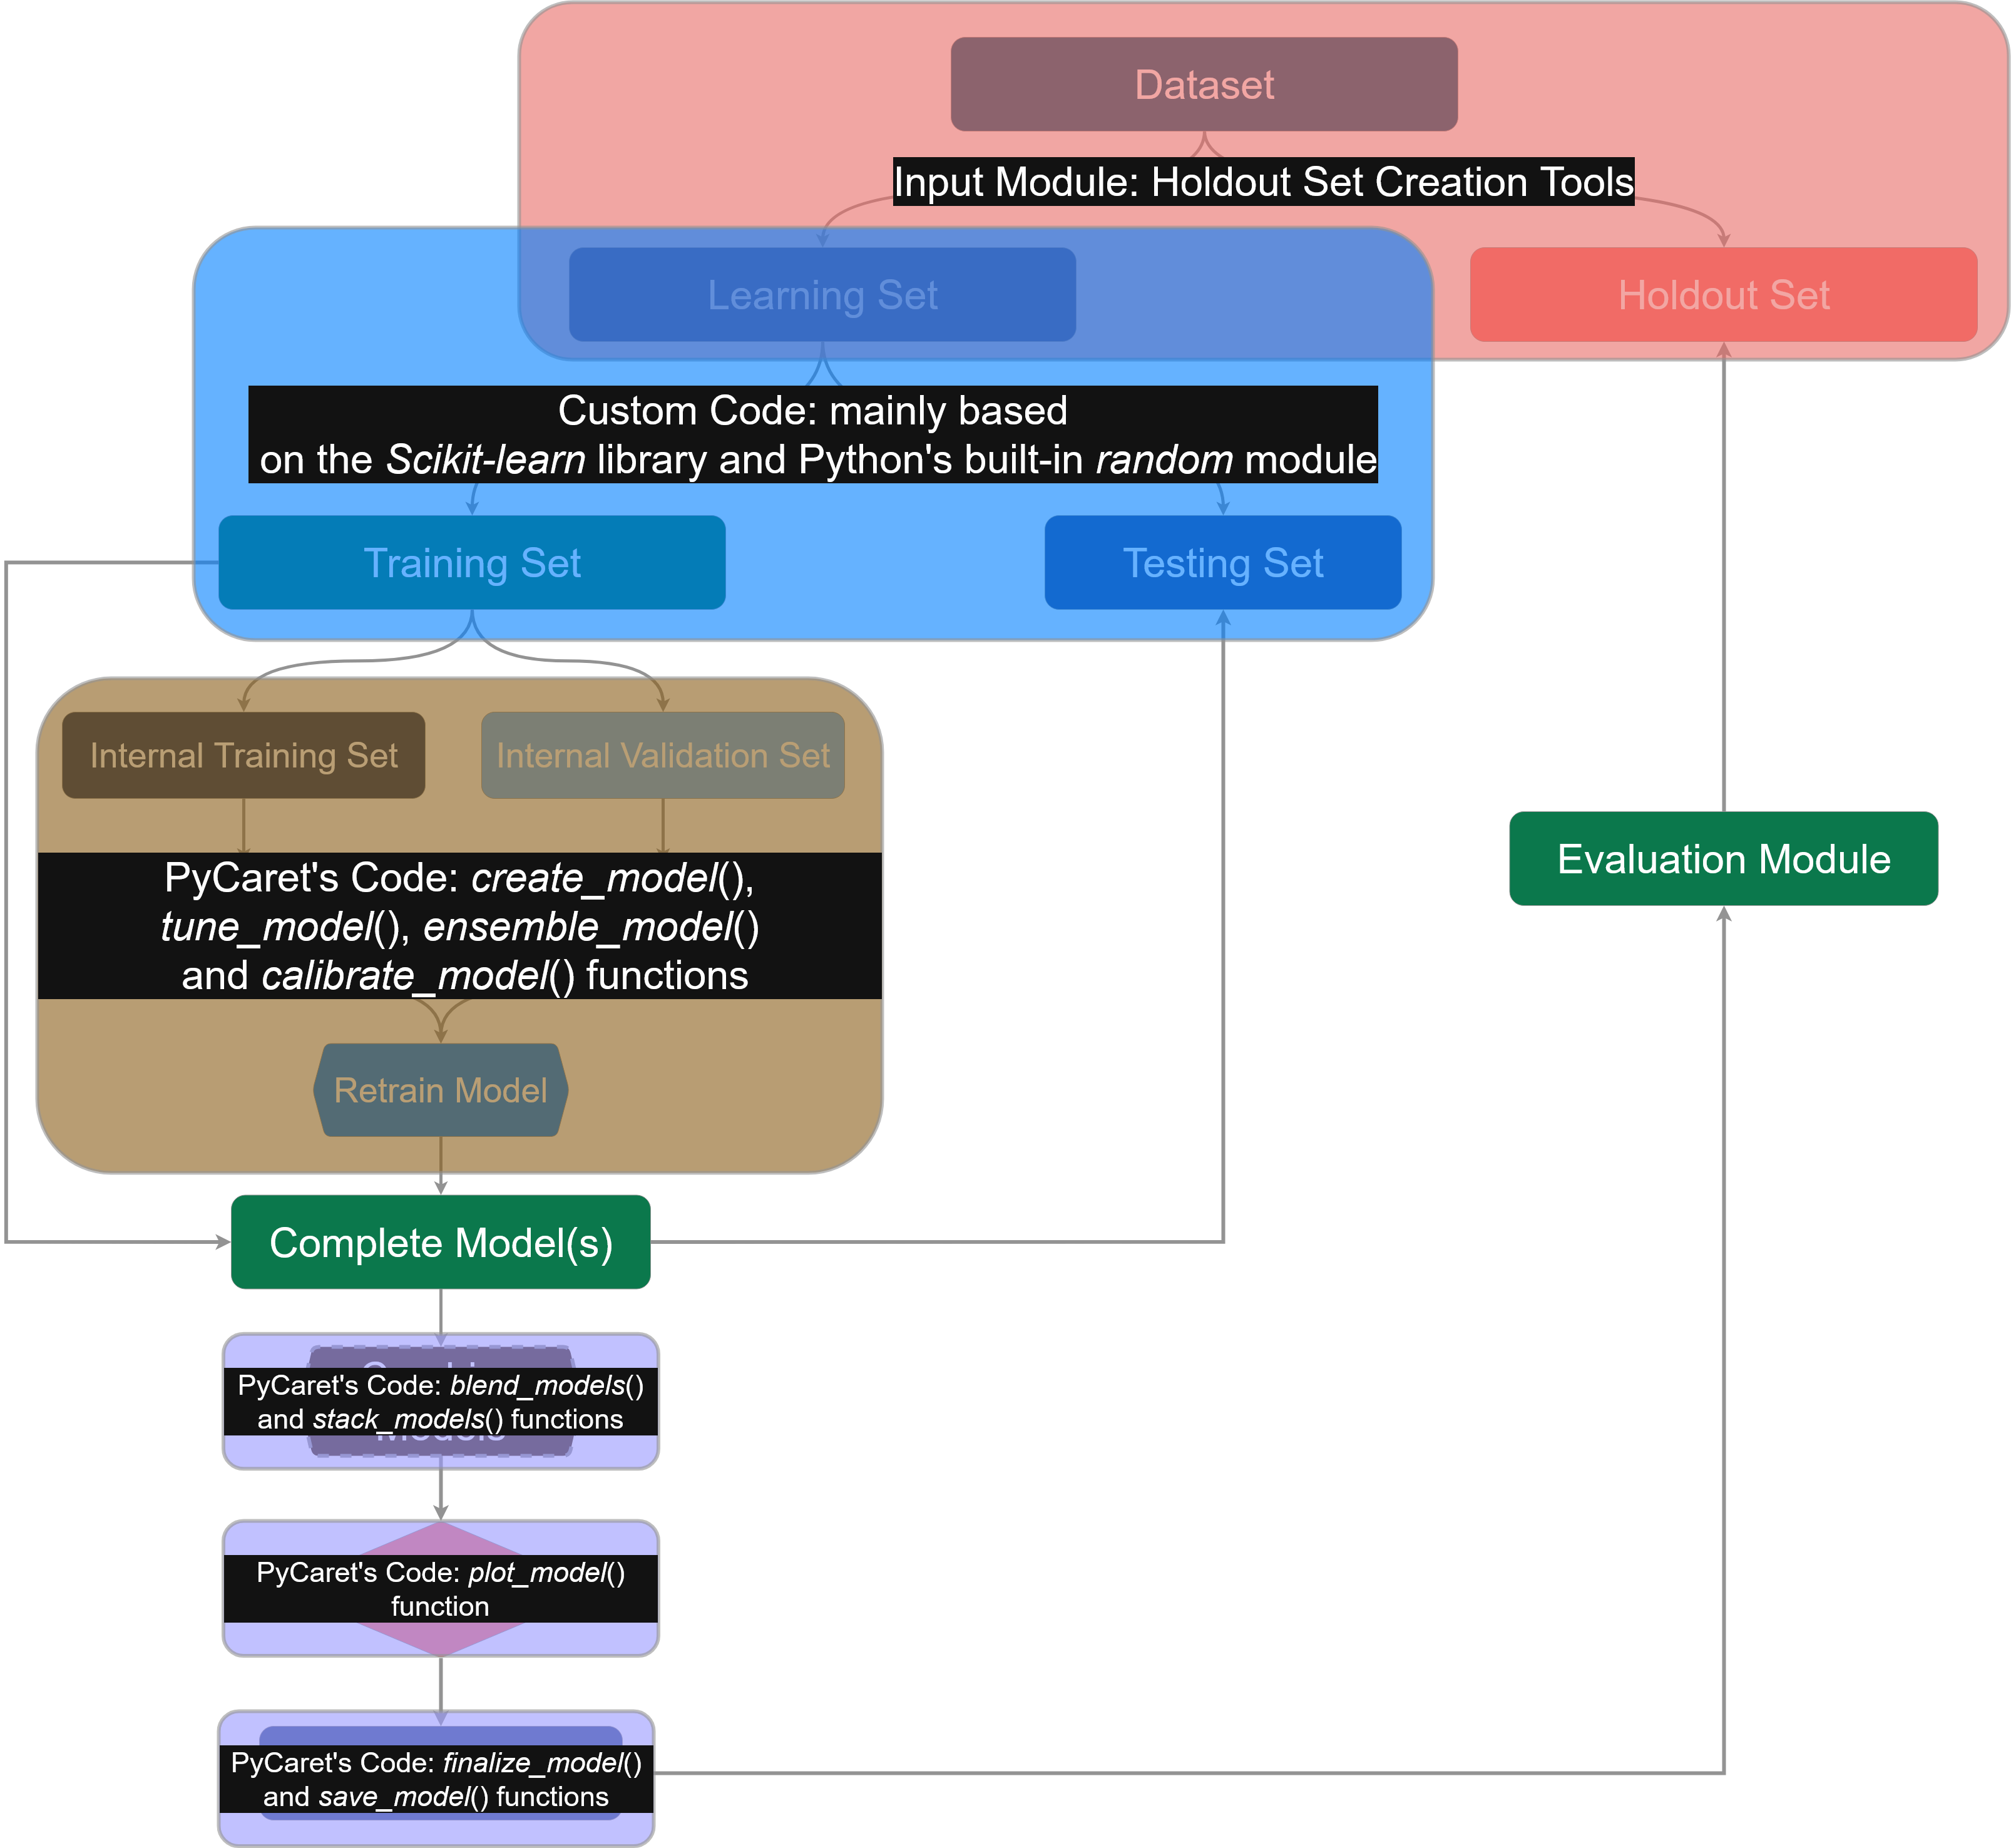 Dataset
Input Module: Holdout Set Creation Tools
Learning Set
Holdout Set
Custom Code: mainly based
on the Scikit-learn library and Python's built-in random module
Training Set
Testing Set
Internal Training Set
Internal Validation Set
PyCaret's Code: create_model(),
tune_model(), ensemble_model()
and calibrate_model() functions
Evaluation Module
Retrain Model
Complete Model(s)
PyCaret's Code: blend_models()
and stack_models() functions
PyCaret's Code: plot_model()
function
PyCaret's Code: finalize_model()
and save_model() functions